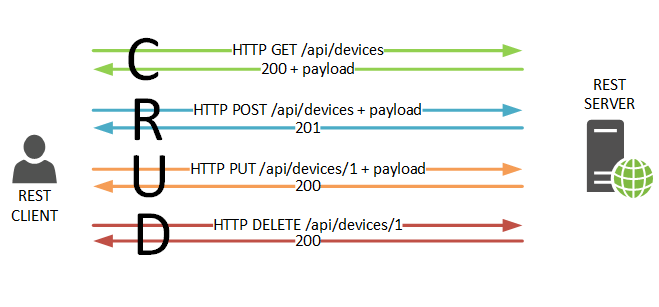 C
HTTP GET /api/devices
200 + payload
R
HTTP POST /api/devices + payload
201
U
HTTP PUT /api/devices/1 + payload
200
D
HTTP DELETE /api/devices/1
200
REST
CLIENT
REST
SERVER